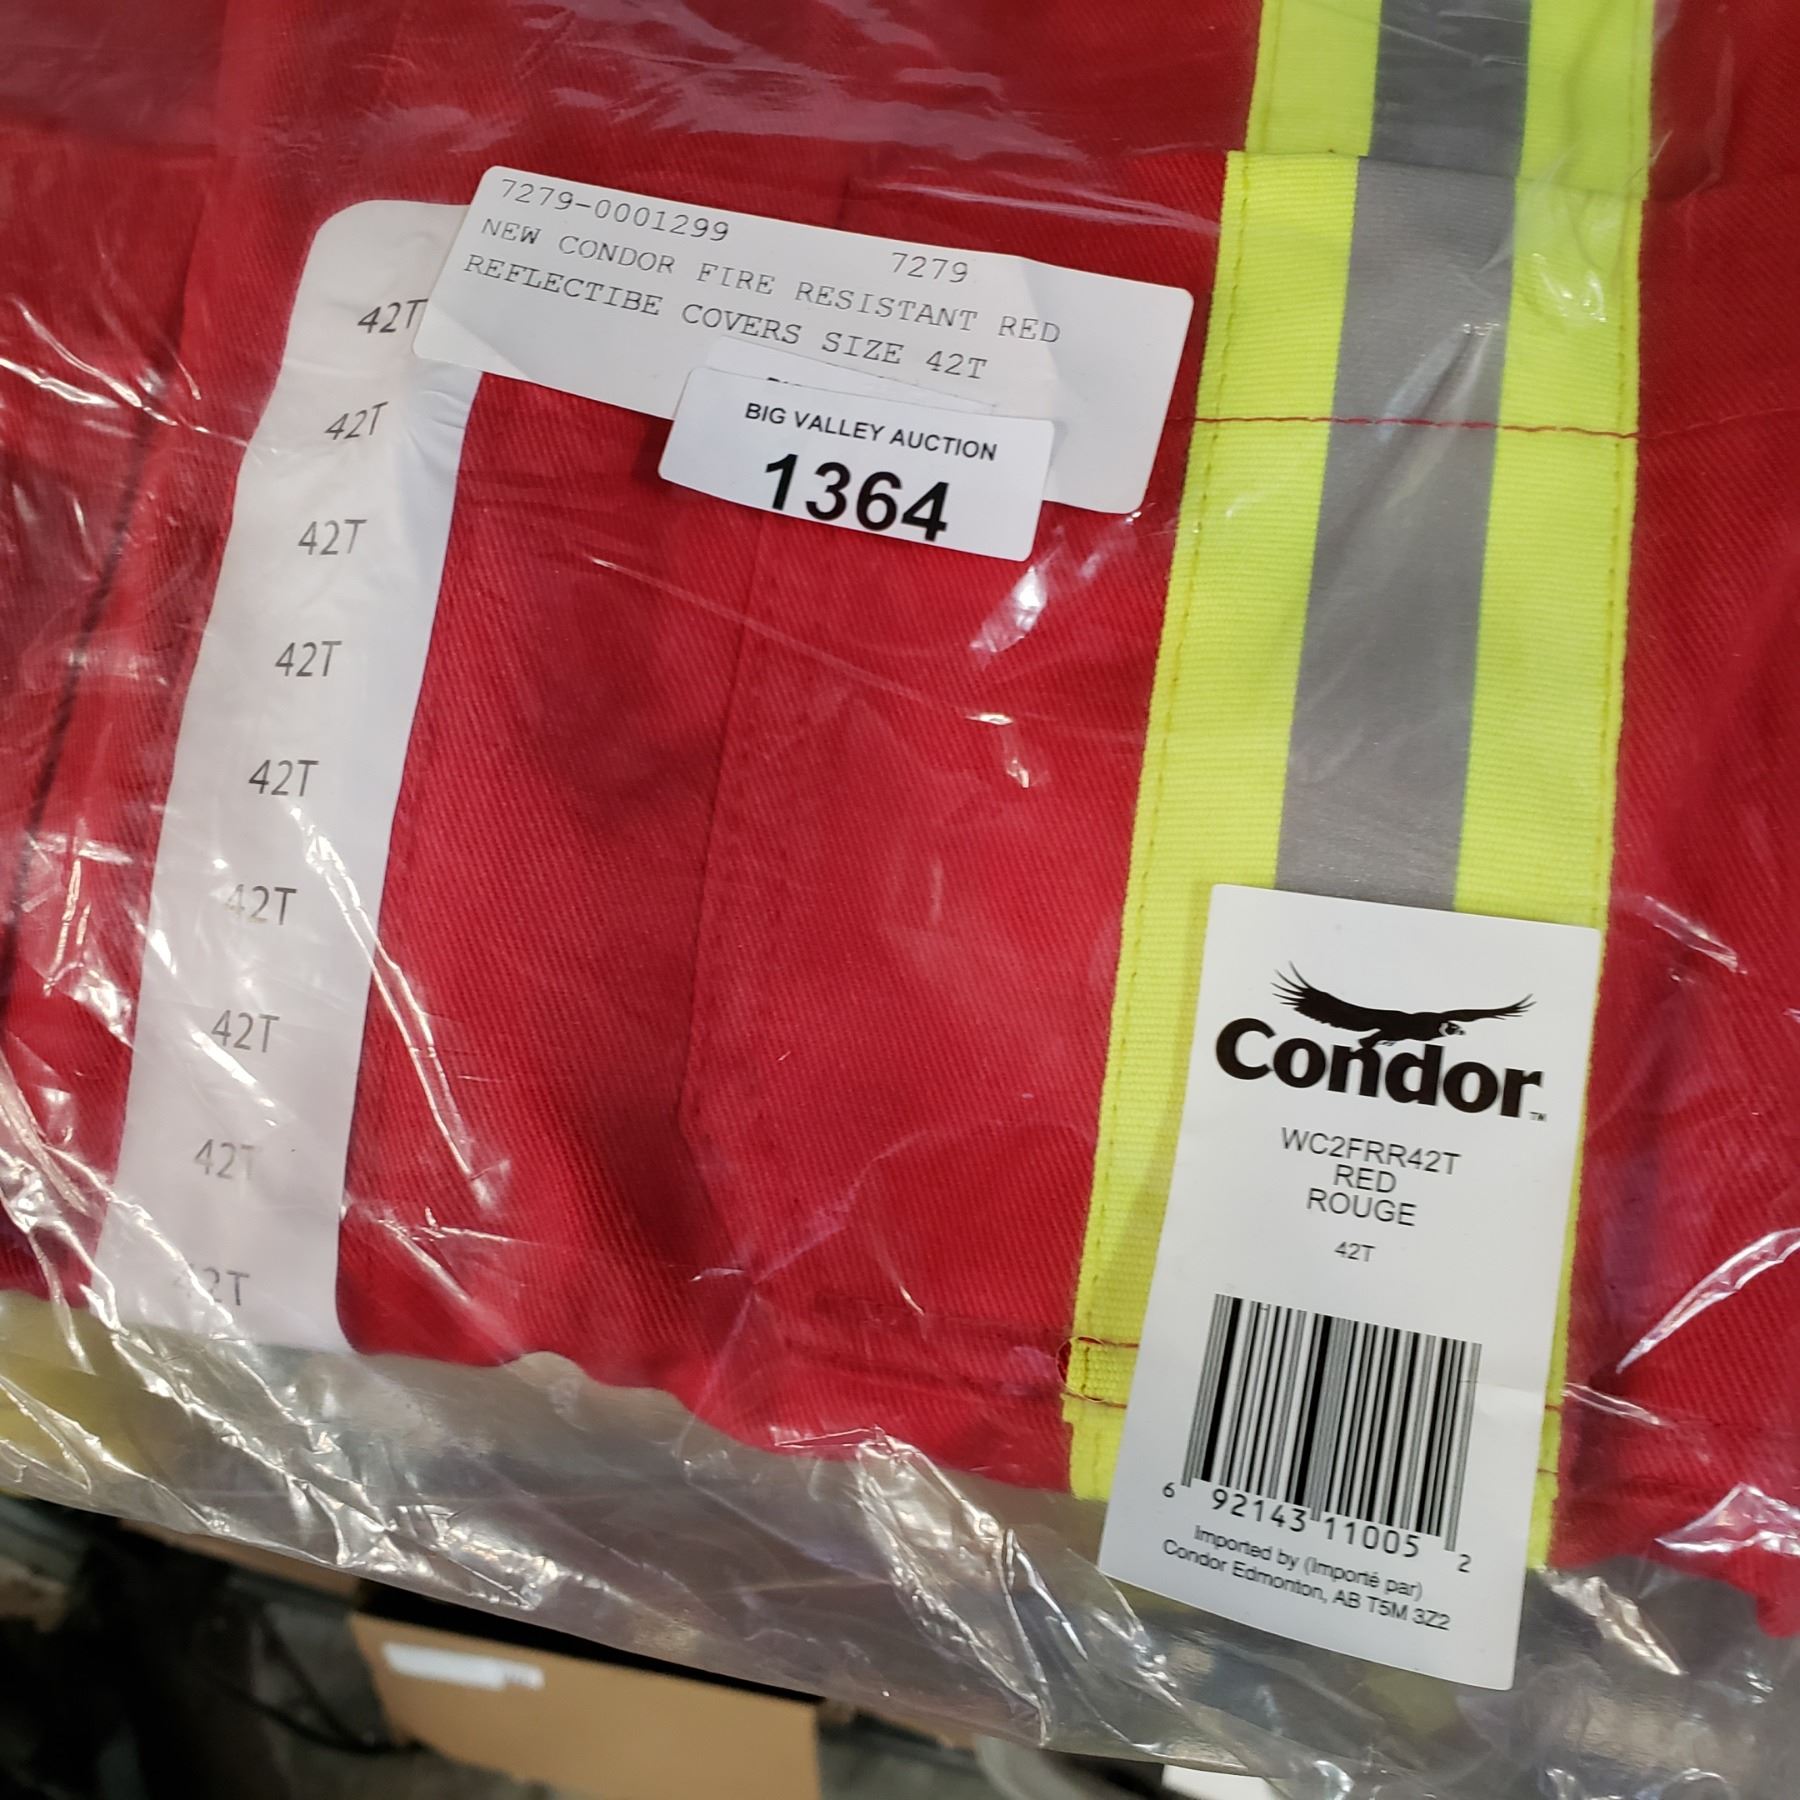 7279-0001299
7279
NEW CONDOR FIRE RESISTANT RED
REFLECTIBE COVERS SIZE 42T
BIG VALLEY AUCTION
1364
42T
42T
42T
42T
42T
42T
42T
42T
42T
Condor™
WC2FRR42T
RED
ROUGE
42T
6 92143 11005 2
Imported by (Importé par)
Condor Edmonton, AB T5M 3Z2